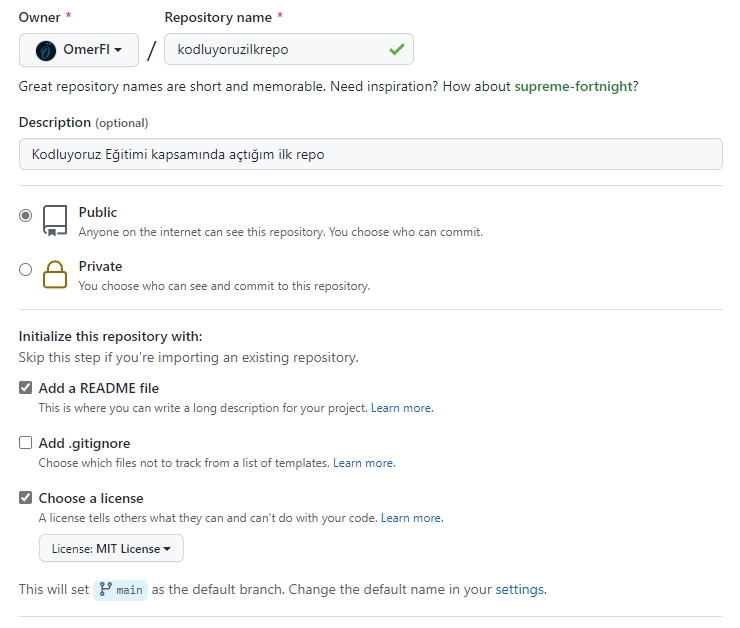 Owner * Repository name *
OmerFI / kodluyoruzilkrepo
Great repository names are short and memorable. Need inspiration? How about supreme-fortnight?
Description (optional)
Kodluyoruz Eğitimi kapsamında açtığım ilk repo
Public
Anyone on the internet can see this repository. You choose who can commit.
Private
You choose who can see and commit to this repository.
Initialize this repository with:
Skip this step if you're importing an existing repository.
Add a README file
This is where you can write a long description for your project. Learn more.
Add .gitignore
Choose which files not to track from a list of templates. Learn more.
Choose a license
A license tells others what they can and can't do with your code. Learn more.
License: MIT License
This will set main as the default branch. Change the default name in your settings.